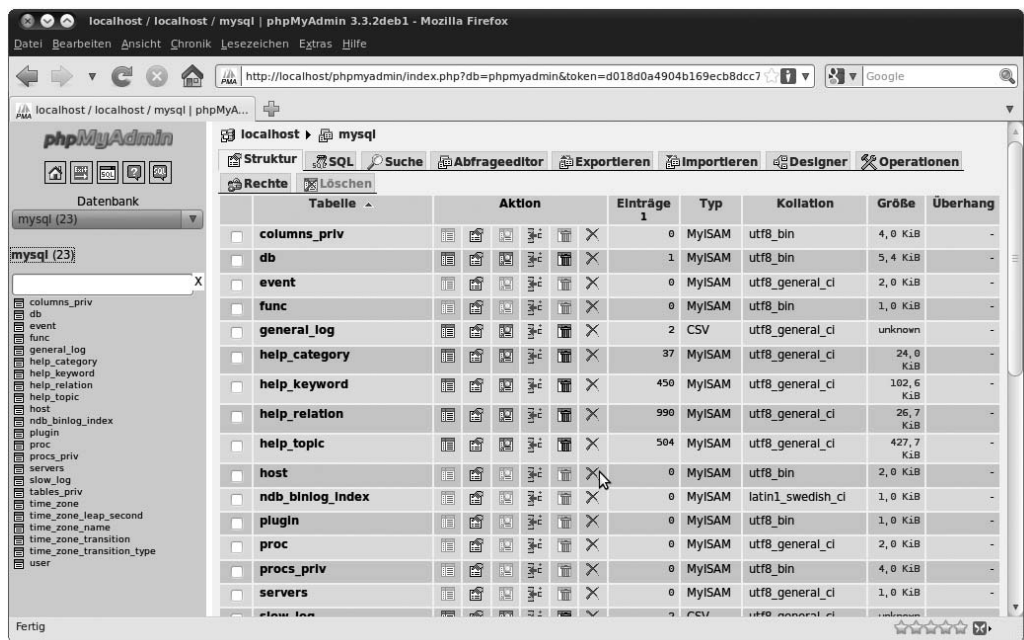 localhost / localhost / mysql | phpMyAdmin 3.3.2deb1 - Mozilla Firefox
Datei Bearbeiten Ansicht Chronik Lesezeichen Extras Hilfe
PMA http://localhost/phpmyadmin/index.php?db=phpmyadmin&token=d018d0a4904b169ecb8dcc7 Google
PMA localhost / localhost / mysql | phpMyA...
phpMyAdmin
Datenbank
mysql (23)
mysql (23)
X
columns_priv
db
event
func
general_log
help_category
help_keyword
help_relation
help_topic
host
ndb_binlog_index
plugin
proc
procs_priv
servers
slow_log
tables_priv
time_zone
time_zone_leap_second
time_zone_name
time_zone_transition
time_zone_transition_type
user
localhost mysql
Struktur SQL Suche Abfrageeditor Exportieren Importieren Designer Operationen
Rechte Löschen
Tabelle Aktion Einträge 1 Typ Kollation Größe Überhang
columns_priv 0 MyISAM utf8_bin 4,0 KiB -
db 1 MyISAM utf8_bin 5,4 KiB -
event 0 MyISAM utf8_general_ci 2,0 KiB -
func 0 MyISAM utf8_bin 1,0 KiB -
general_log 2 CSV utf8_general_ci unknown -
help_category 37 MyISAM utf8_general_ci 24,0 KiB -
help_keyword 450 MyISAM utf8_general_ci 102,6 KiB -
help_relation 990 MyISAM utf8_general_ci 26,7 KiB -
help_topic 504 MyISAM utf8_general_ci 427,7 KiB -
host 0 MyISAM utf8_bin 2,0 KiB -
ndb_binlog_index 0 MyISAM latin1_swedish_ci 1,0 KiB -
plugin 0 MyISAM utf8_bin 1,0 KiB -
proc 0 MyISAM utf8_general_ci 2,0 KiB -
procs_priv 0 MyISAM utf8_bin 4,0 KiB -
servers 0 MyISAM utf8_general_ci 1,0 KiB -
slow_log 2 CSV utf8_general_ci unknown
Fertig